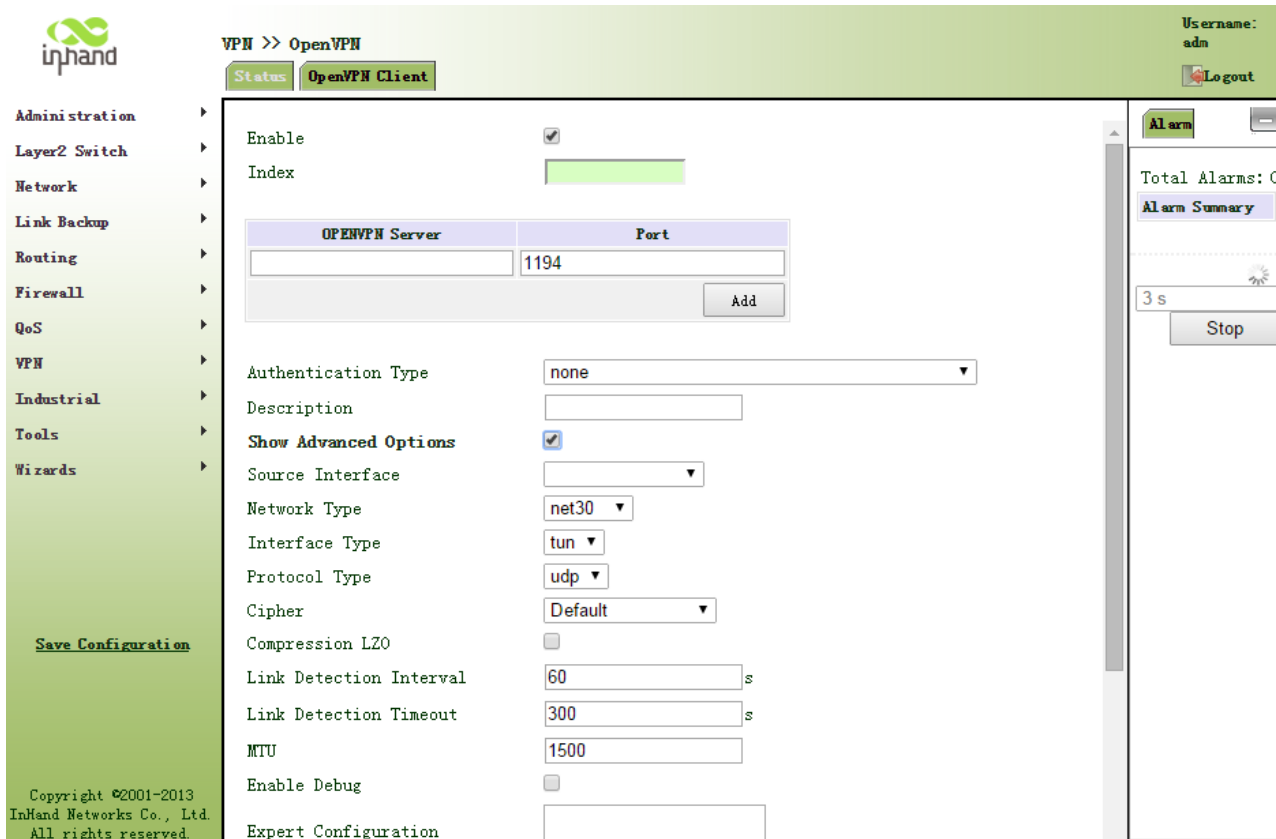 inhand
VPN >> OpenVPN
Status
OpenVPN Client
Username:
adm
Logout
Administration
Layer2 Switch
Network
Link Backup
Routing
Firewall
QoS
VPN
Industrial
Tools
Wizards
Save Configuration
Copyright ©2001-2013
InHand Networks Co., Ltd.
All rights reserved.
Enable
Index
OPENVPN Server Port
1194
Add
Authentication Type none
Description
Show Advanced Options
Source Interface
Network Type net30
Interface Type tun
Protocol Type udp
Cipher Default
Compression LZO
Link Detection Interval 60 s
Link Detection Timeout 300 s
MTU 1500
Enable Debug
Expert Configuration
Alarm
Total Alarms:
Alarm Summary
3 s
Stop